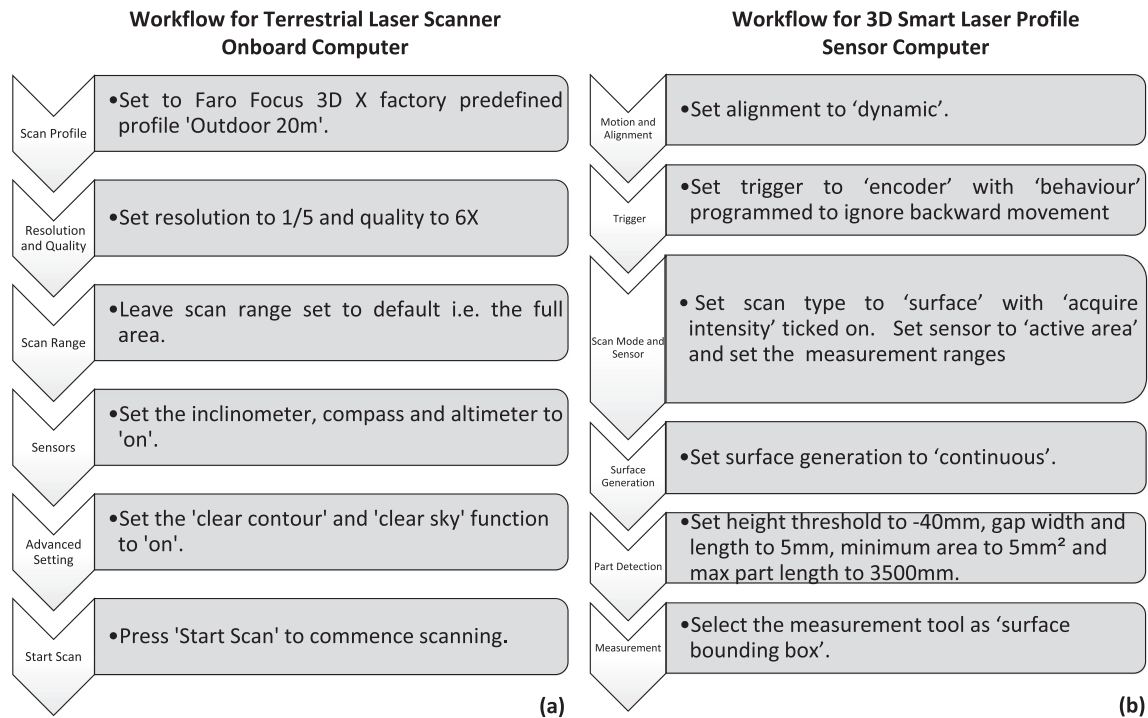 Workflow for Terrestrial Laser Scanner
Onboard Computer
Scan Profile
•Set to Faro Focus 3D X factory predefined
profile 'Outdoor 20m'.
Resolution
and Quality
•Set resolution to 1/5 and quality to 6X
Scan Range
•Leave scan range set to default i.e. the full
area.
Sensors
•Set the inclinometer, compass and altimeter to
'on'.
Advanced
Setting
•Set the 'clear contour' and 'clear sky' function
to 'on'.
Start Scan
•Press 'Start Scan' to commence scanning.
(a)
Workflow for 3D Smart Laser Profile
Sensor Computer
Motion and
Alignment
•Set alignment to ‘dynamic’.
Trigger
•Set trigger to ‘encoder’ with ‘behaviour’
programmed to ignore backward movement
Scan Mode and
Sensor
• Set scan type to ‘surface’ with ‘acquire
intensity’ ticked on. Set sensor to ‘active area’
and set the measurement ranges
Surface
Generation
•Set surface generation to ‘continuous’.
Part Detection
•Set height threshold to -40mm, gap width and
length to 5mm, minimum area to 5mm² and
max part length to 3500mm.
Measurement
•Select the measurement tool as ‘surface
bounding box’.
(b)